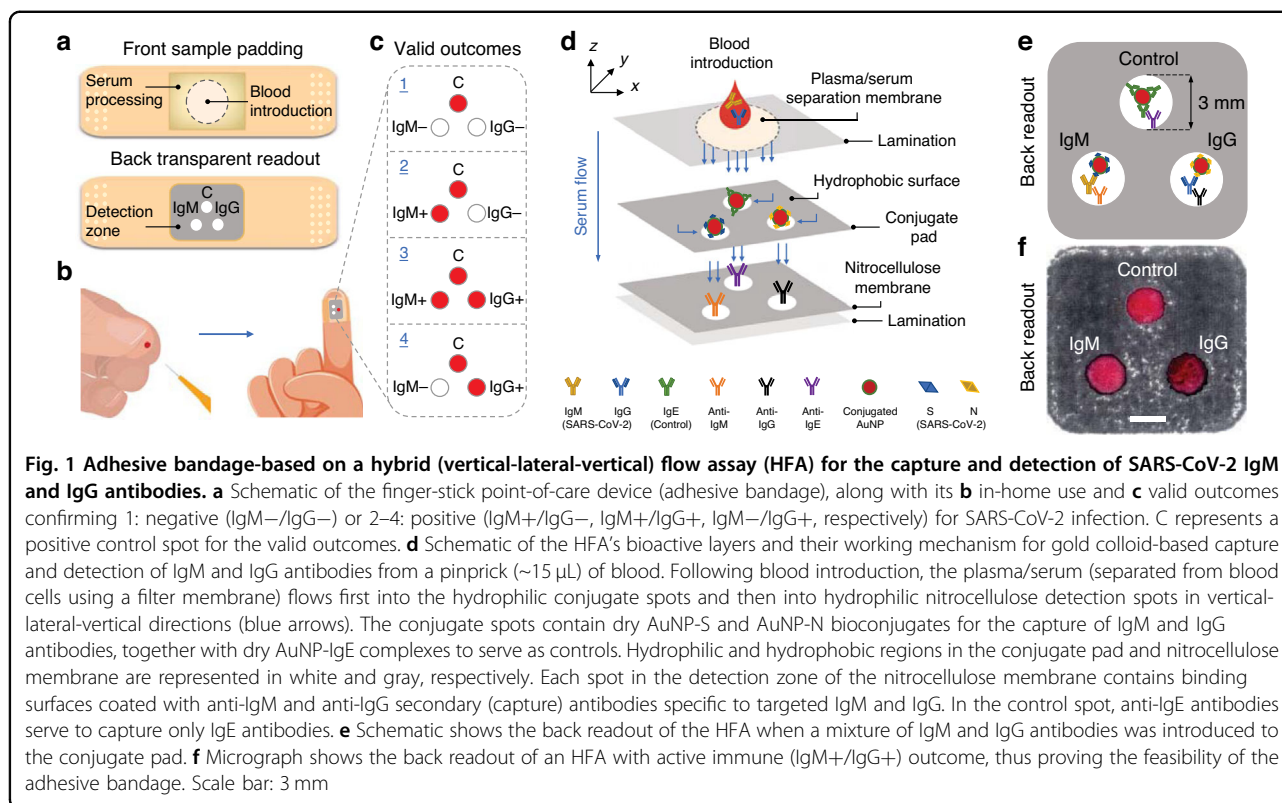 a
Front sample padding
Serum
processing
Blood
introduction
Back transparent readout
C
IgM
IgG
Detection
zone
b
c
Valid outcomes
1
C
IgM−
IgG−
2
C
IgM+
IgG−
3
C
IgM+
IgG+
4
C
IgM−
IgG+
d
z
y
x
Blood
introduction
Plasma/serum
separation membrane
Lamination
Serum flow
Hydrophobic surface
Conjugate
pad
Nitrocellulose
membrane
Lamination
IgM
(SARS-CoV-2)
IgG
(SARS-CoV-2)
IgE
(Control)
Anti-
IgM
Anti-
IgG
Anti-
IgE
Conjugated
AuNP
S
N
(SARS-CoV-2)
e
Back readout
Control
3 mm
IgM
IgG
f
Back readout
Control
IgM
IgG
Fig. 1 Adhesive bandage-based on a hybrid (vertical-lateral-vertical) flow assay (HFA) for the capture and detection of SARS-CoV-2 IgM
and IgG antibodies. a Schematic of the finger-stick point-of-care device (adhesive bandage), along with its b in-home use and c valid outcomes
confirming 1: negative (IgM−/IgG−) or 2–4: positive (IgM+/IgG−, IgM+/IgG+, IgM−/IgG+, respectively) for SARS-CoV-2 infection. C represents a
positive control spot for the valid outcomes. d Schematic of the HFA's bioactive layers and their working mechanism for gold colloid-based capture
and detection of IgM and IgG antibodies from a pinprick (~15 µL) of blood. Following blood introduction, the plasma/serum (separated from blood
cells using a filter membrane) flows first into the hydrophilic conjugate spots and then into hydrophilic nitrocellulose detection spots in vertical-
lateral-vertical directions (blue arrows). The conjugate spots contain dry AuNP-S and AuNP-N bioconjugates for the capture of IgM and IgG
antibodies, together with dry AuNP-IgE complexes to serve as controls. Hydrophilic and hydrophobic regions in the conjugate pad and nitrocellulose
membrane are represented in white and gray, respectively. Each spot in the detection zone of the nitrocellulose membrane contains binding
surfaces coated with anti-IgM and anti-IgG secondary (capture) antibodies specific to targeted IgM and IgG. In the control spot, anti-IgE antibodies
serve to capture only IgE antibodies. e Schematic shows the back readout of the HFA when a mixture of IgM and IgG antibodies was introduced to
the conjugate pad. f Micrograph shows the back readout of an HFA with active immune (IgM+/IgG+) outcome, thus proving the feasibility of the
adhesive bandage. Scale bar: 3 mm